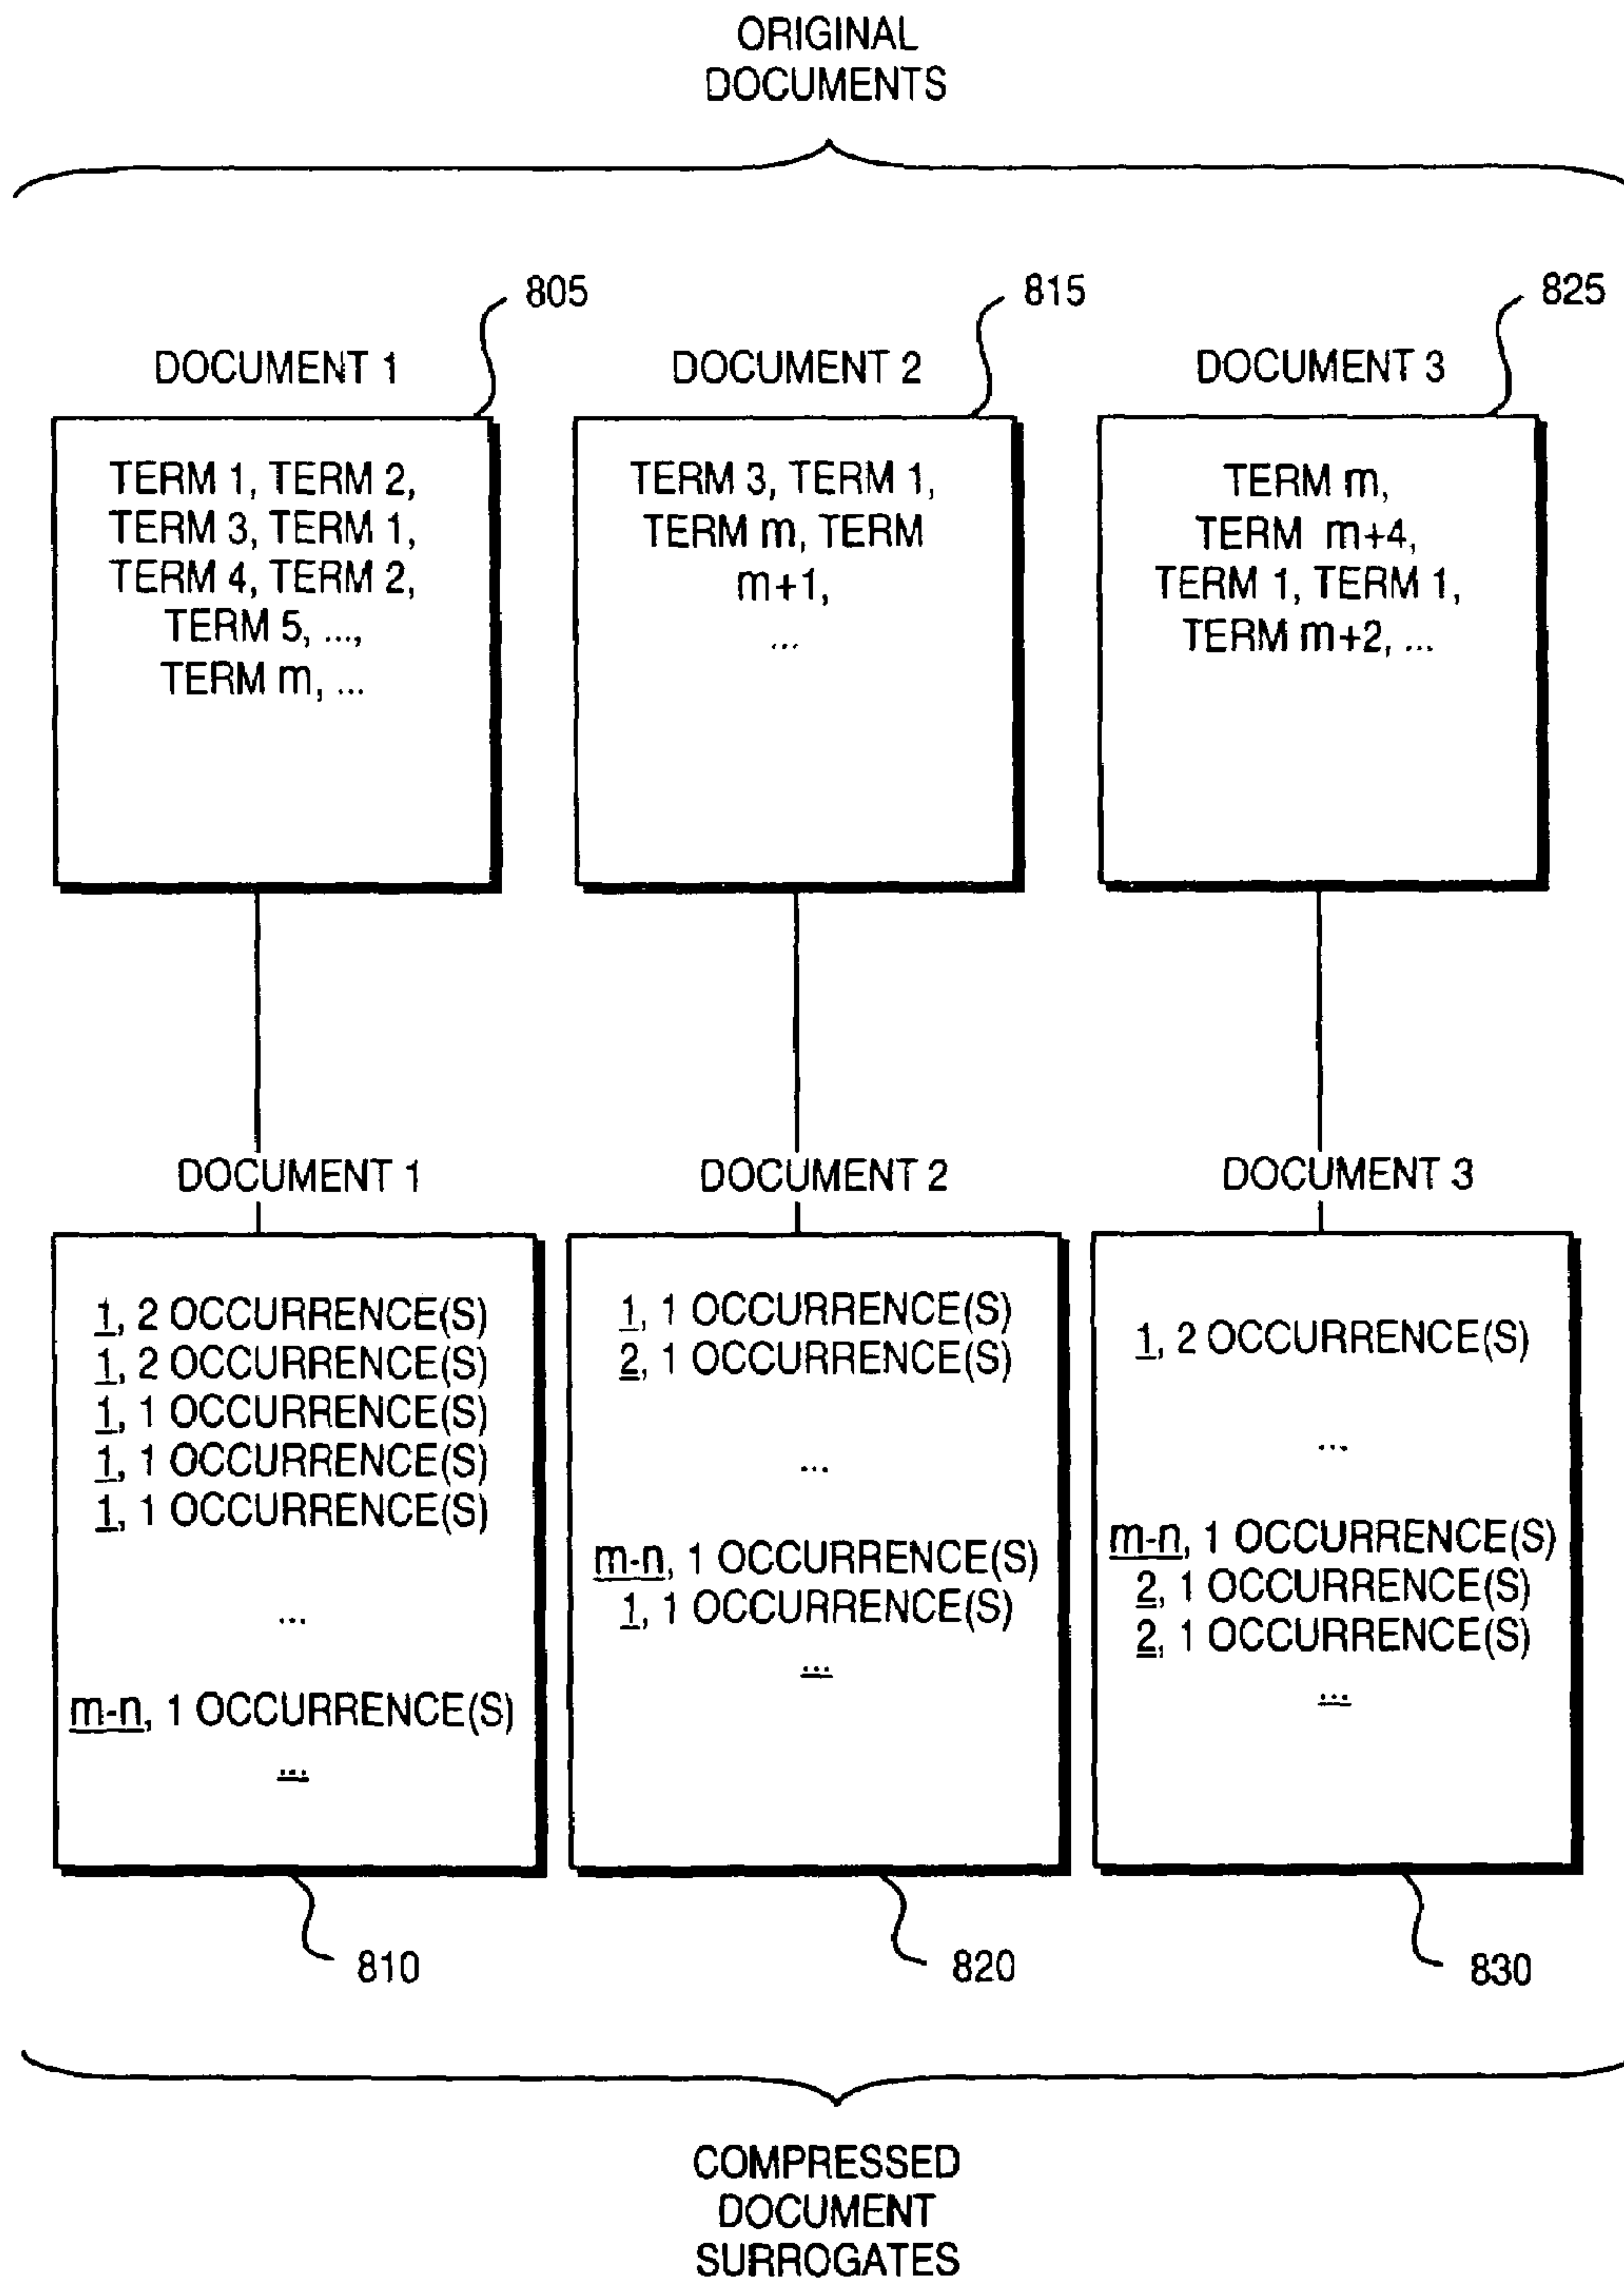 ORIGINAL
DOCUMENTS
805
815
825
DOCUMENT 1
DOCUMENT 2
DOCUMENT 3
TERM 1, TERM 2,
TERM 3, TERM 1,
TERM 4, TERM 2,
TERM 5, ...,
TERM m, ...
TERM 3, TERM 1,
TERM m, TERM
m+1,
...
TERM m,
TERM m+4,
TERM 1, TERM 1,
TERM m+2, ...
DOCUMENT 1
DOCUMENT 2
DOCUMENT 3
1, 2 OCCURRENCE(S)
1, 2 OCCURRENCE(S)
1, 1 OCCURRENCE(S)
1, 1 OCCURRENCE(S)
1, 1 OCCURRENCE(S)
...
m-n, 1 OCCURRENCE(S)
...
1, 1 OCCURRENCE(S)
2, 1 OCCURRENCE(S)
...
m-n, 1 OCCURRENCE(S)
1, 1 OCCURRENCE(S)
...
1, 2 OCCURRENCE(S)
...
m-n, 1 OCCURRENCE(S)
2, 1 OCCURRENCE(S)
2, 1 OCCURRENCE(S)
...
810
820
830
COMPRESSED
DOCUMENT
SURROGATES